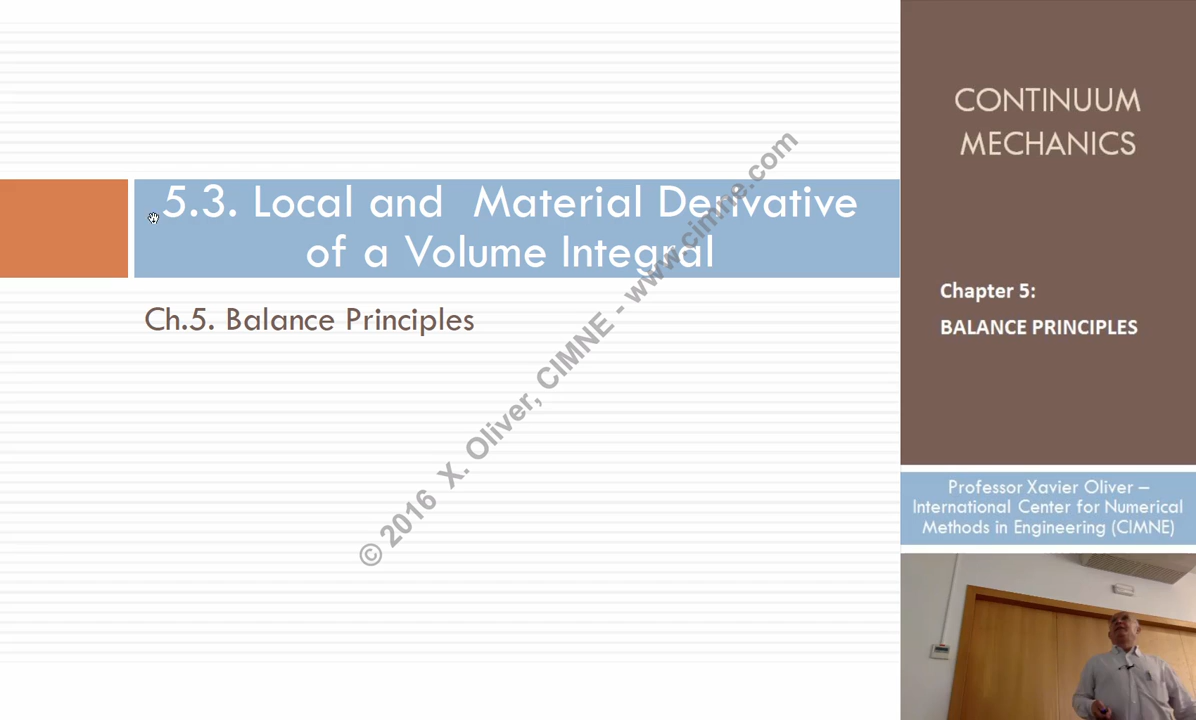 5.3. Local and Material Derivative
of a Volume Integral
Ch.5. Balance Principles
© 2016 X. Oliver, CIMNE - www.cimne.com
CONTINUUM
MECHANICS
Chapter 5:
BALANCE PRINCIPLES
Professor Xavier Oliver –
International Center for Numerical
Methods in Engineering (CIMNE)